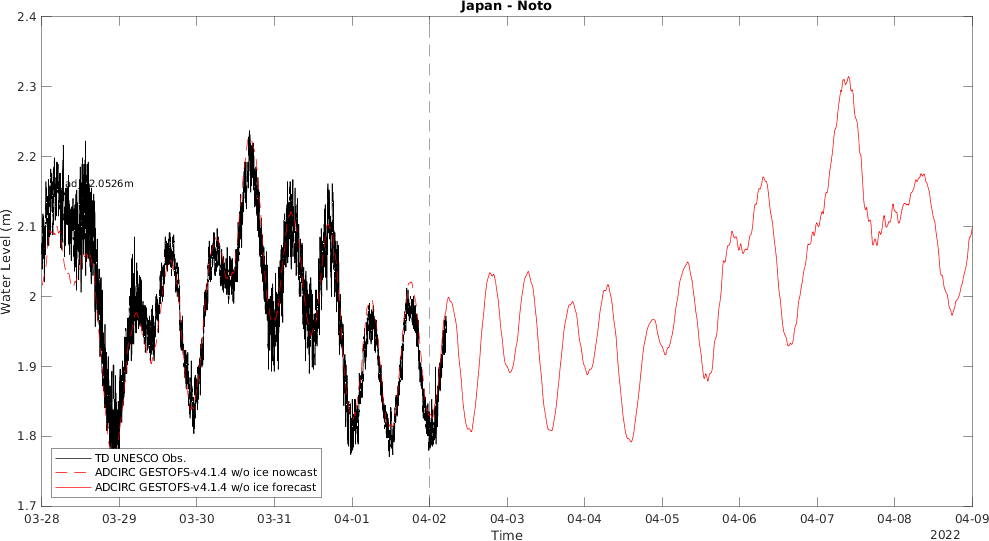 Japan - Noto
2.4
2.3
2.2
2.1
2
1.9
1.8
1.7
Water Level (m)
2.0526m
TD UNESCO Obs.
ADCIRC GESTOFS-v4.1.4 w/o ice nowcast
ADCIRC GESTOFS-v4.1.4 w/o ice forecast
03-28 03-29 03-30 03-31 04-01 04-02 04-03 04-04 04-05 04-06 04-07 04-08 04-09
Time
2022